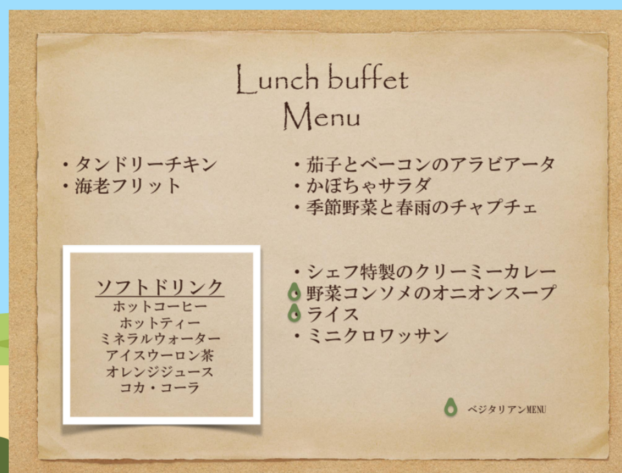 Lunch buffet
Menu
・タンドリーチキン
・海老フリット
・茄子とベーコンのアラビアータ
・かぼちゃサラダ
・季節野菜と春雨のチャプチェ
・シェフ特製のクリーミーカレー
・野菜コンソメのオニオンスープ
・ライス
・ミニクロワッサン
ソフトドリンク
ホットコーヒー
ホットティー
ミネラルウォーター
アイスウーロン茶
オレンジジュース
コカ・コーラ
ベジタリアンMENU